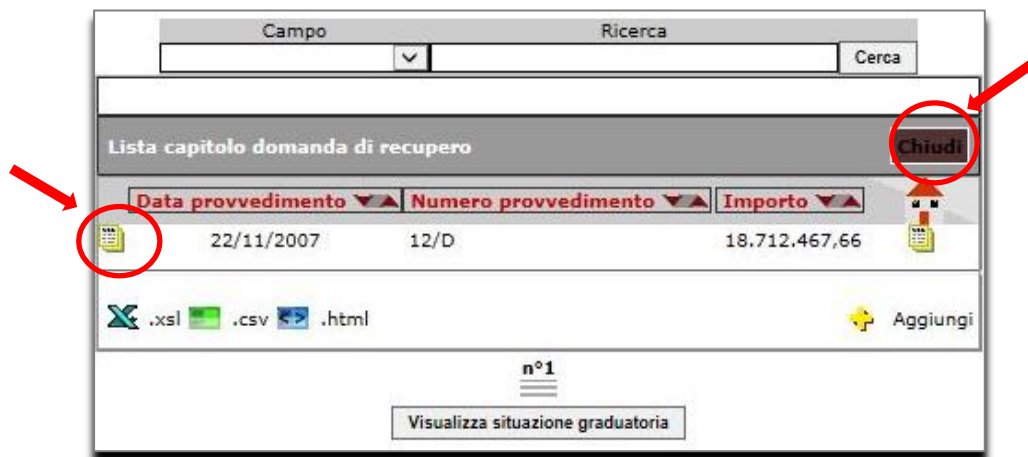 Campo Ricerca
Cerca
Lista capitolo domanda di recupero Chiudi
Data provvedimento Numero provvedimento Importo
22/11/2007 12/D 18.712.467,66
.xsl .csv .html Aggiungi
n°1
Visualizza situazione graduatoria